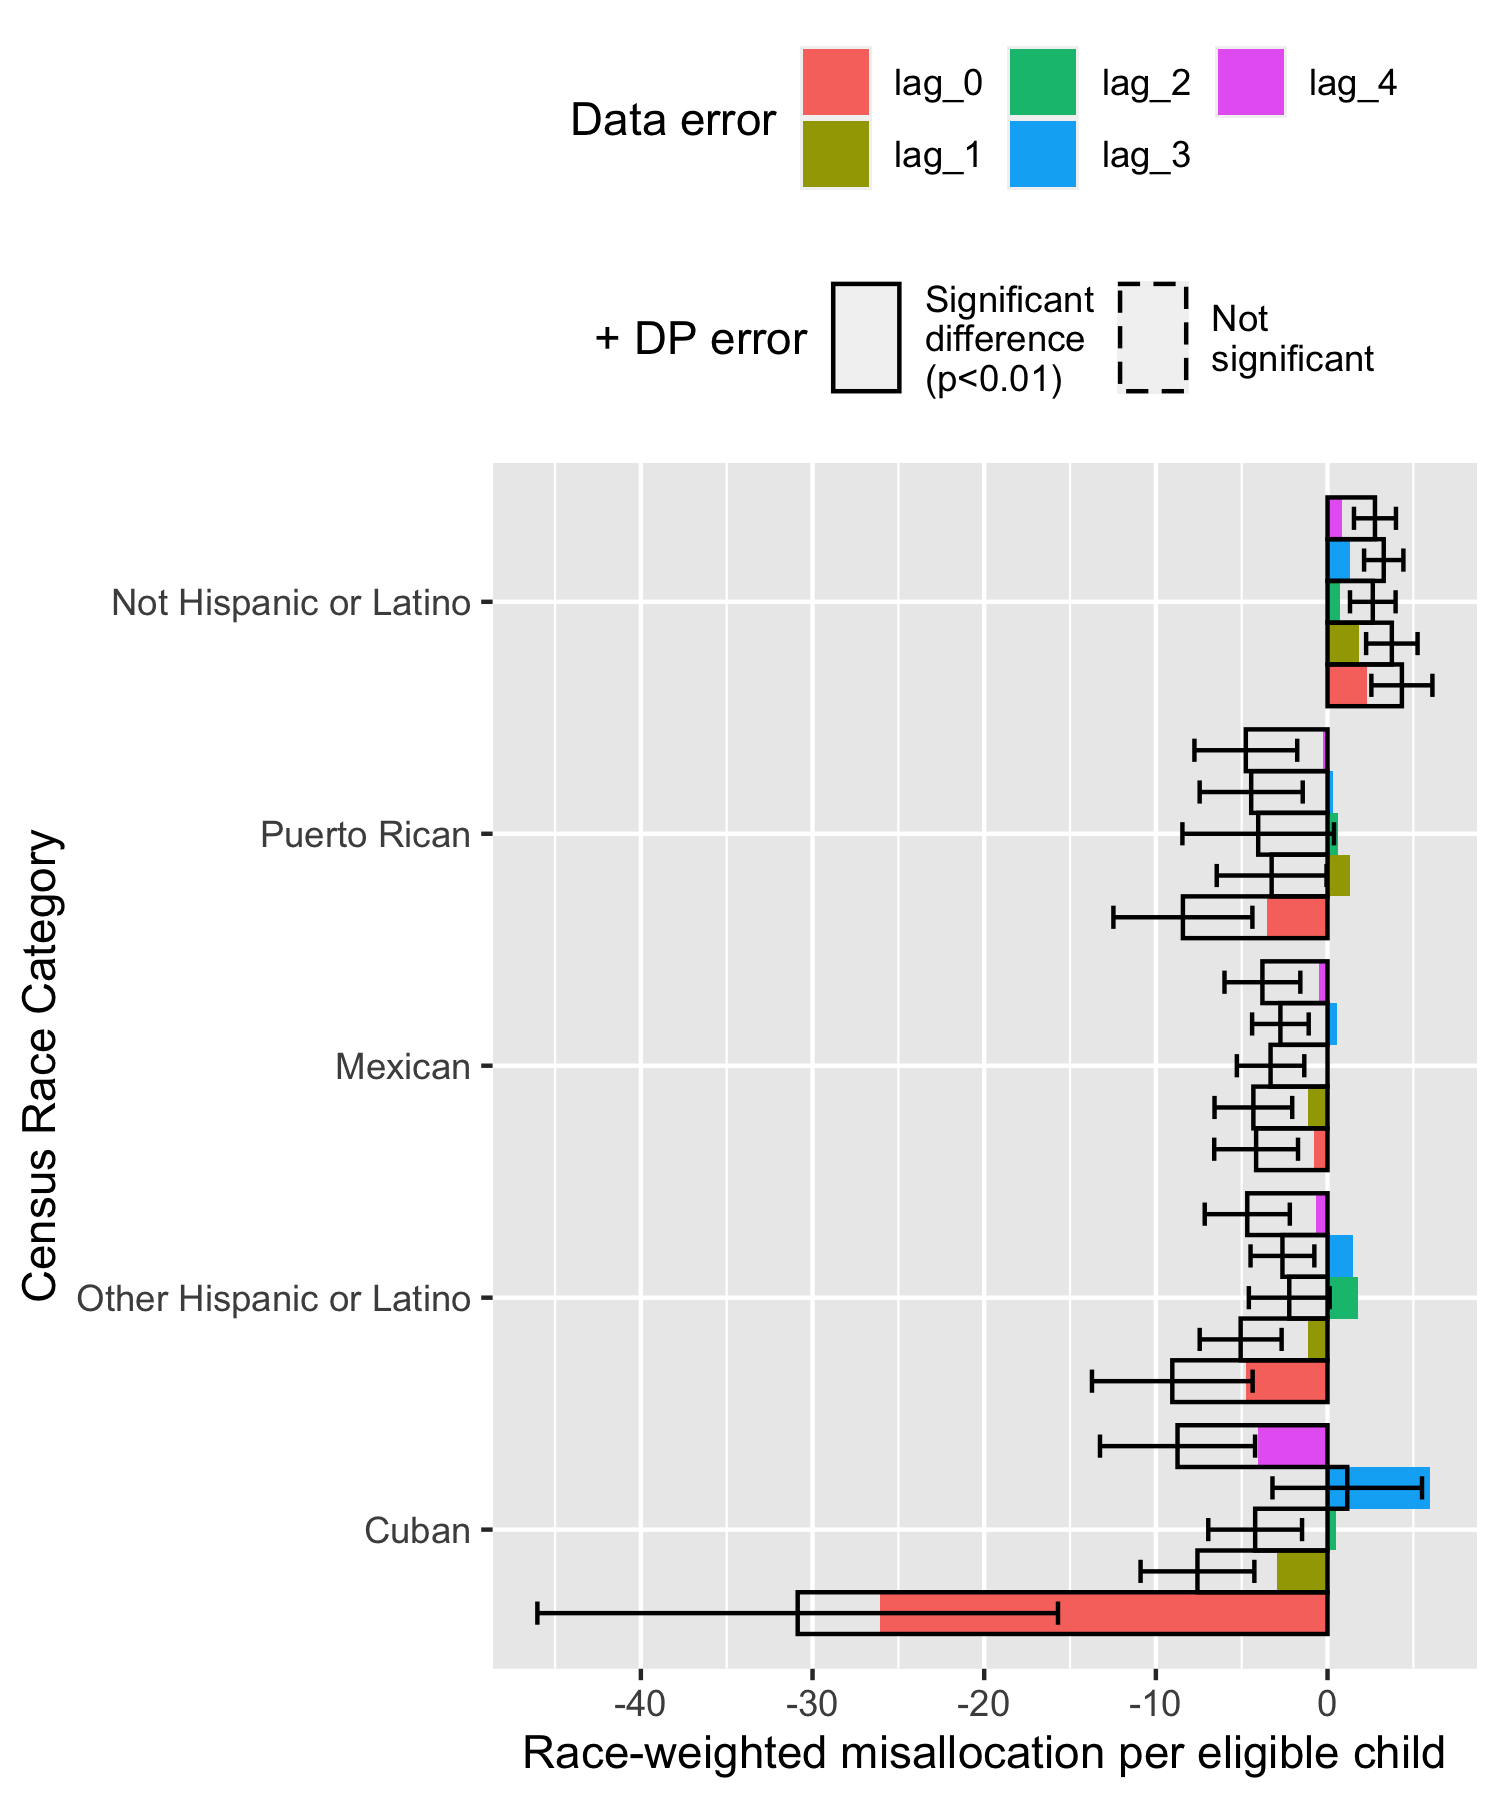 Data error
lag_0
lag_2
lag_4
lag_1
lag_3
+ DP error
Significant
difference
(p<0.01)
Not
significant
Census Race Category
Not Hispanic or Latino
Puerto Rican
Mexican
Other Hispanic or Latino
Cuban
-40 -30 -20 -10 0
Race-weighted misallocation per eligible child